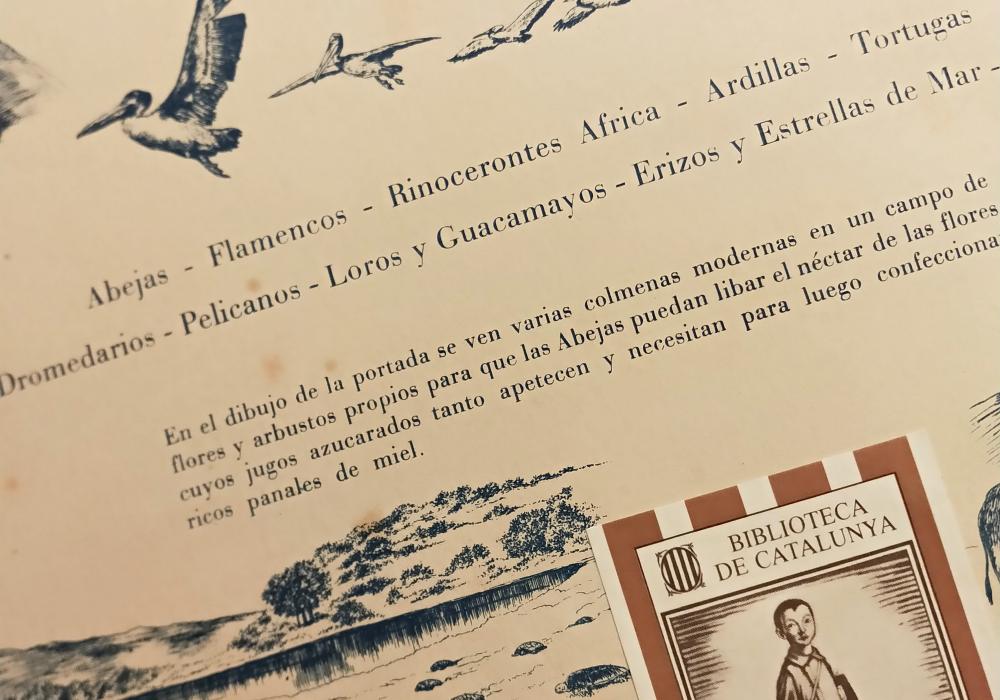 Abejas - Flamencos - Rinocerontes Africa - Ardillas - Tortugas
Dromedarios - Pelicanos - Loros y Guacamayos - Erizos y Estrellas de Mar -
En el dibujo de la portada se ven varias colmenas modernas en un campo de
flores y arbustos propios para que las Abejas puedan libar el néctar de las flores
cuyos jugos azucarados tanto apetecen y necesitan para luego confecciona
ricos panales de miel.
BIBLIOTECA
DE CATALUNYA